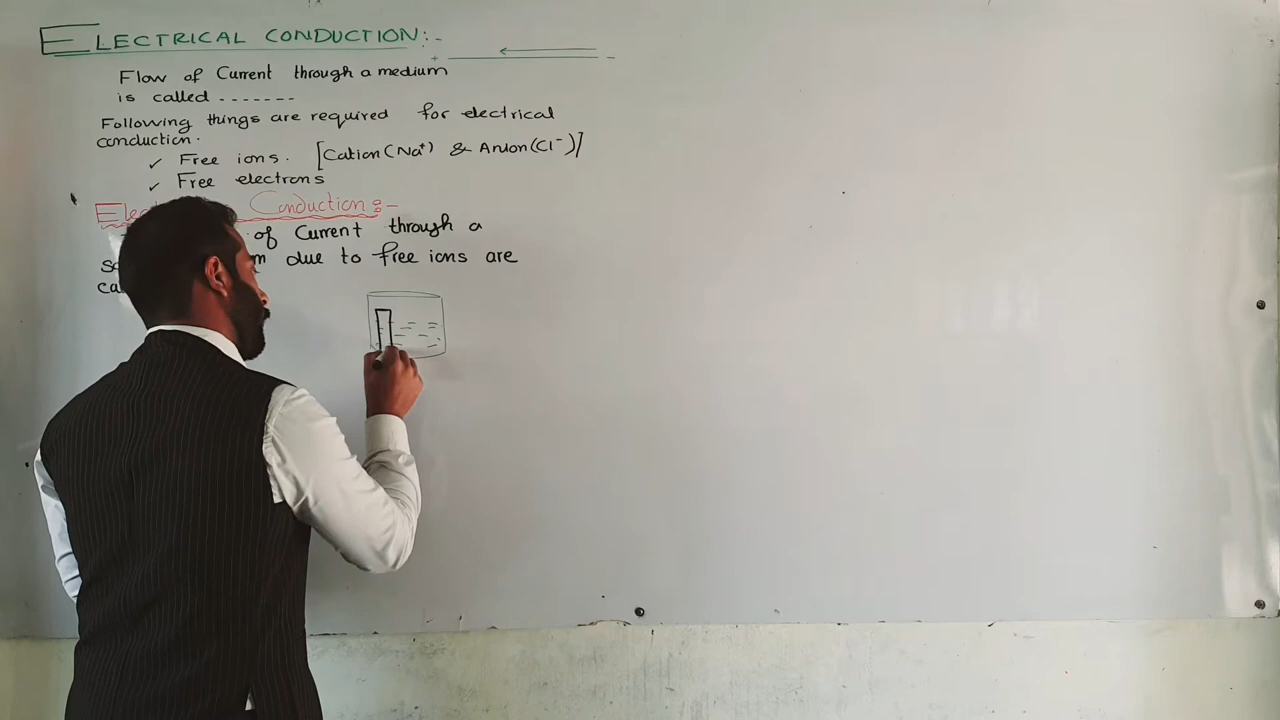 ELECTRICAL CONDUCTION:-
+ -
Flow of Current through a medium
is called -------
Following things are required for electrical
conduction.
✓ Free ions. [Cation (Na⁺) & Anion (Cl⁻)]
✓ Free electrons
Conduction:-
of Current through a
due to free ions are